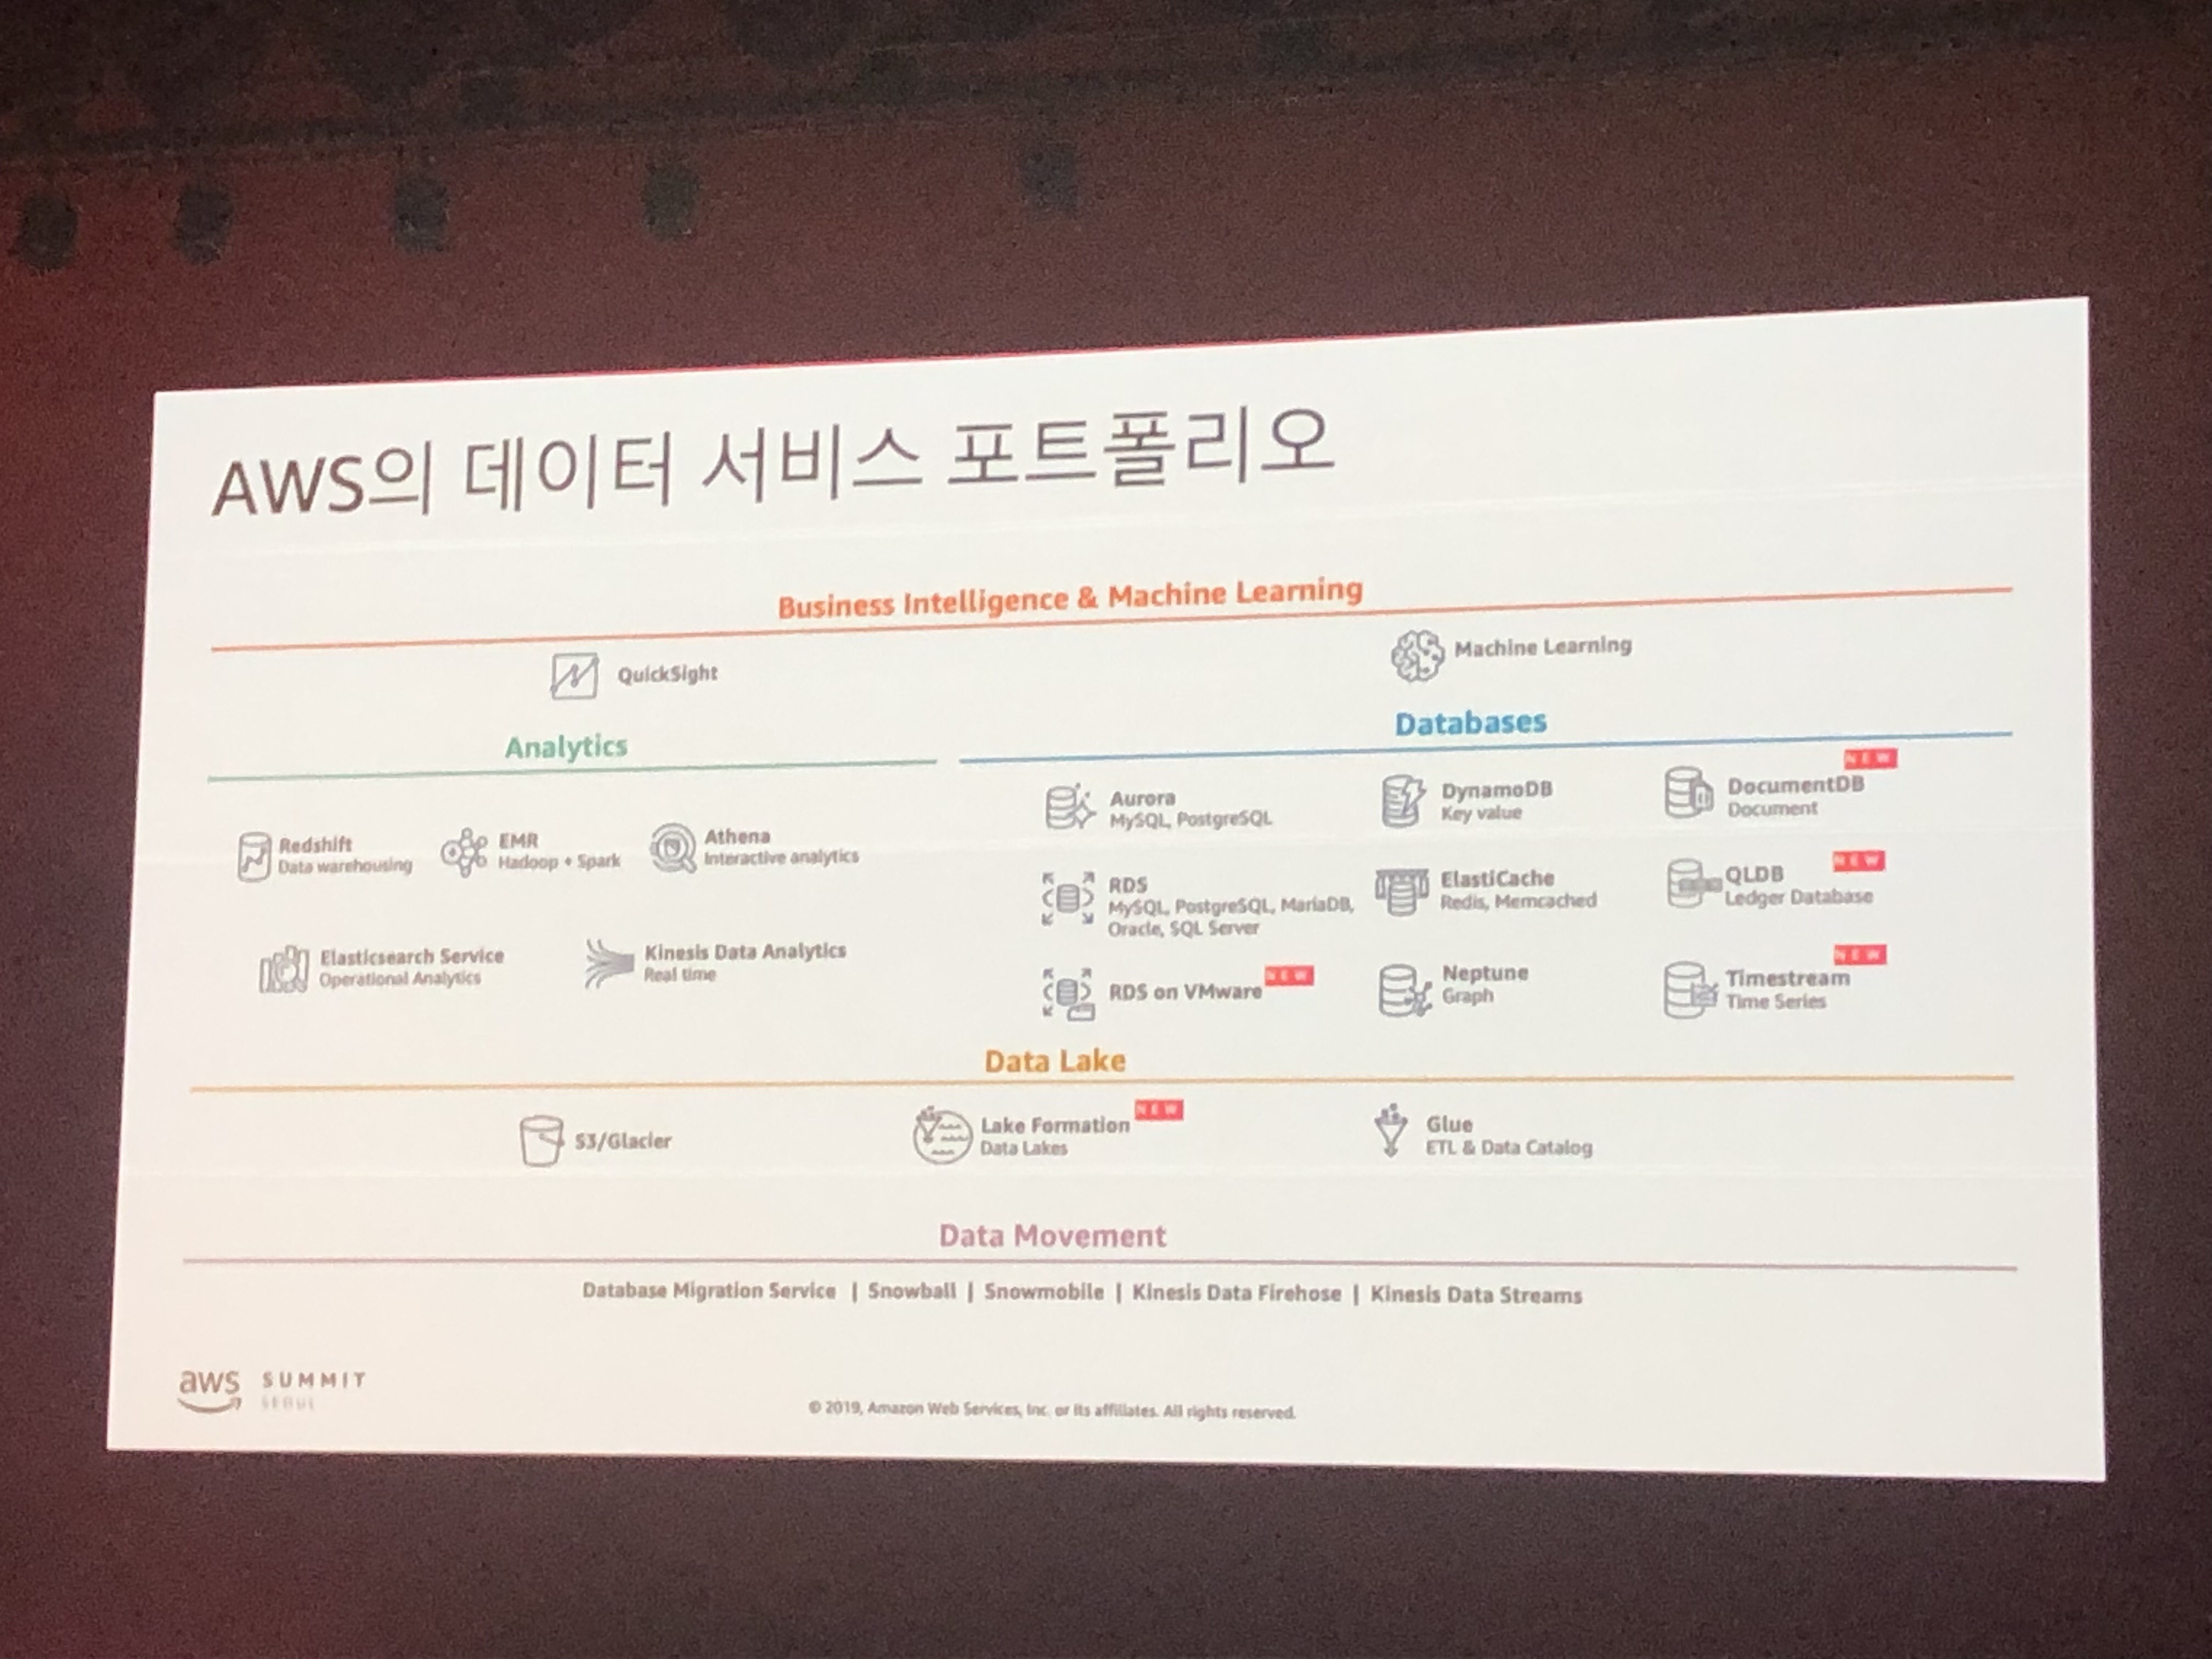 AWS의 데이터 서비스 포트폴리오
Business Intelligence & Machine Learning
QuickSight
Machine Learning
Analytics
Redshift
Data warehousing
EMR
Hadoop + Spark
Athena
Interactive analytics
Elasticsearch Service
Operational Analytics
Kinesis Data Analytics
Real time
Databases
Aurora
MySQL, PostgreSQL
DynamoDB
Key value
NEW
DocumentDB
Document
RDS
MySQL, PostgreSQL, MariaDB,
Oracle, SQL Server
ElastiCache
Redis, Memcached
NEW
QLDB
Ledger Database
RDS on VMware NEW
Neptune
Graph
NEW
Timestream
Time Series
Data Lake
S3/Glacier
Lake Formation NEW
Data Lakes
Glue
ETL & Data Catalog
Data Movement
Database Migration Service | Snowball | Snowmobile | Kinesis Data Firehose | Kinesis Data Streams
aws SUMMIT
SEOUL
© 2019, Amazon Web Services, Inc. or its affiliates. All rights reserved.